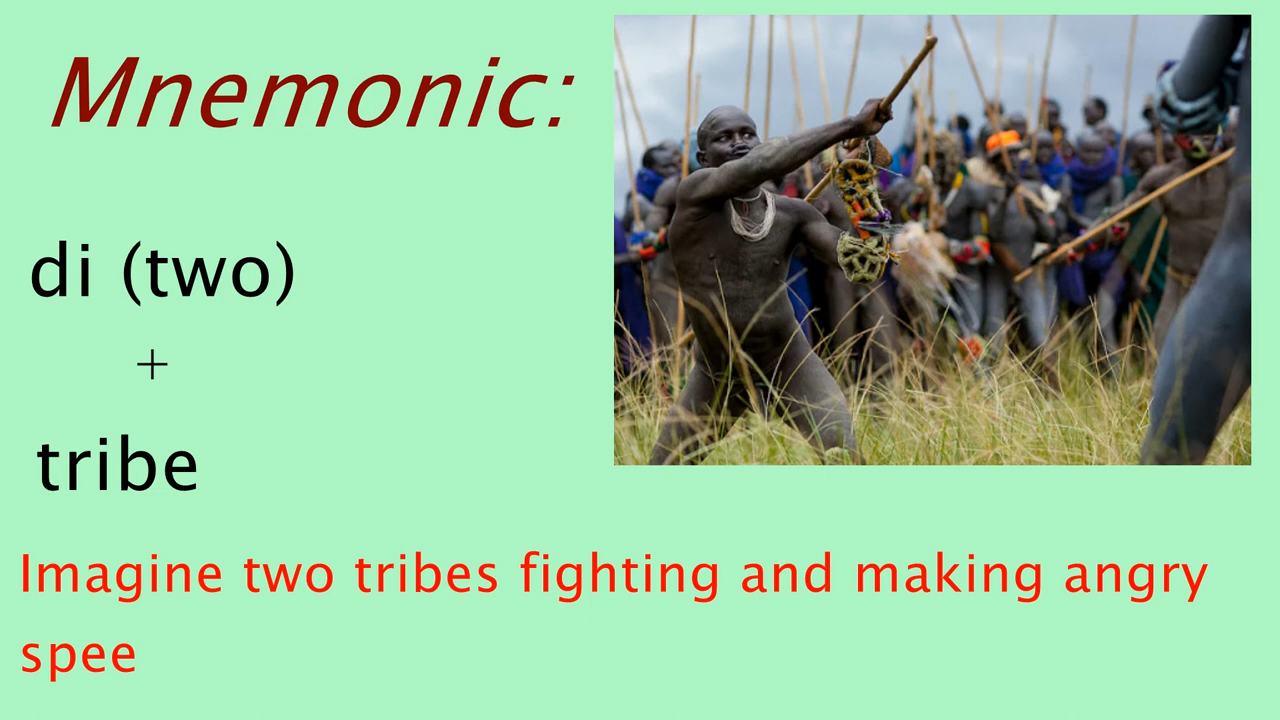 Mnemonic:
di (two)
+
tribe
Imagine two tribes fighting and making angry
spee